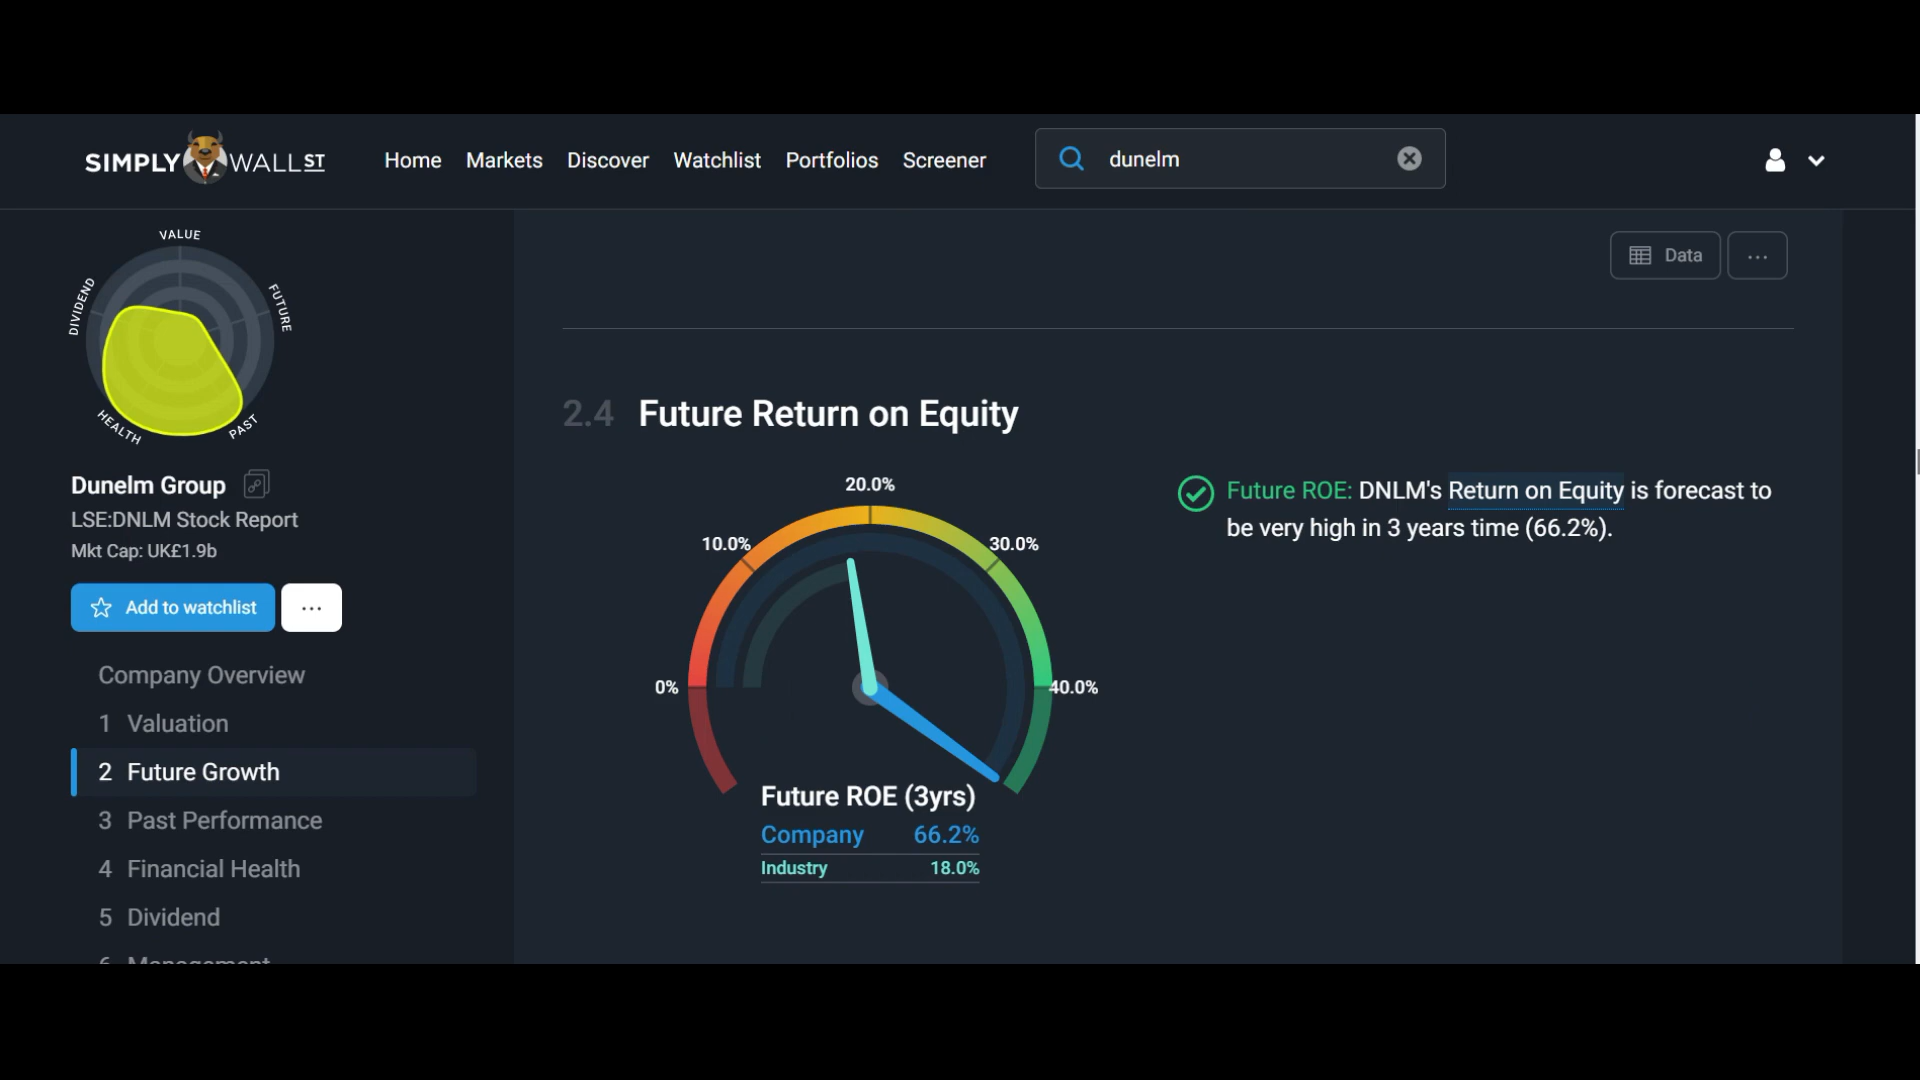 SIMPLY WALL ST
Home Markets Discover Watchlist Portfolios Screener
dunelm
VALUE
FUTURE
PAST
HEALTH
DIVIDEND
Dunelm Group
LSE:DNLM Stock Report
Mkt Cap: UK£1.9b
Add to watchlist
...
Company Overview
1 Valuation
2 Future Growth
3 Past Performance
4 Financial Health
5 Dividend
6 Management
Data
...
2.4 Future Return on Equity
0%
10.0%
20.0%
30.0%
40.0%
Future ROE (3yrs)
Company 66.2%
Industry 18.0%
Future ROE: DNLM's Return on Equity is forecast to
be very high in 3 years time (66.2%).